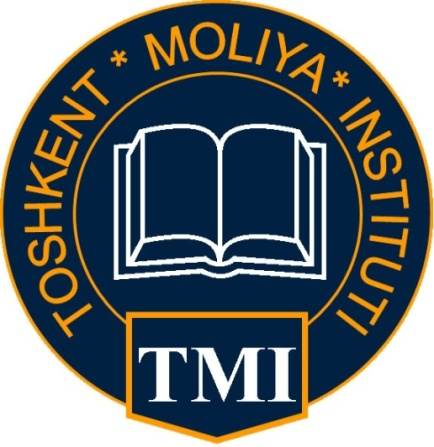 TOSHKENT * MOLIYA * INSTITUTI
TMI